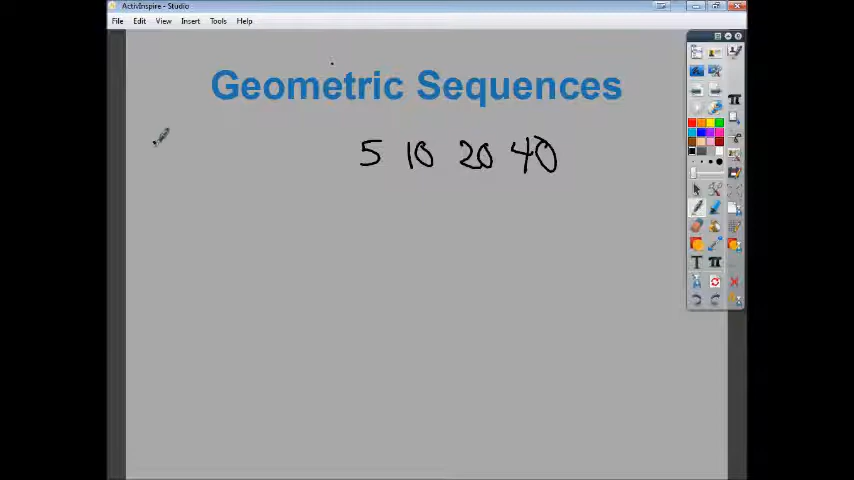 ActivInspire - Studio
File Edit View Insert Tools Help
Geometric Sequences
5 10 20 40